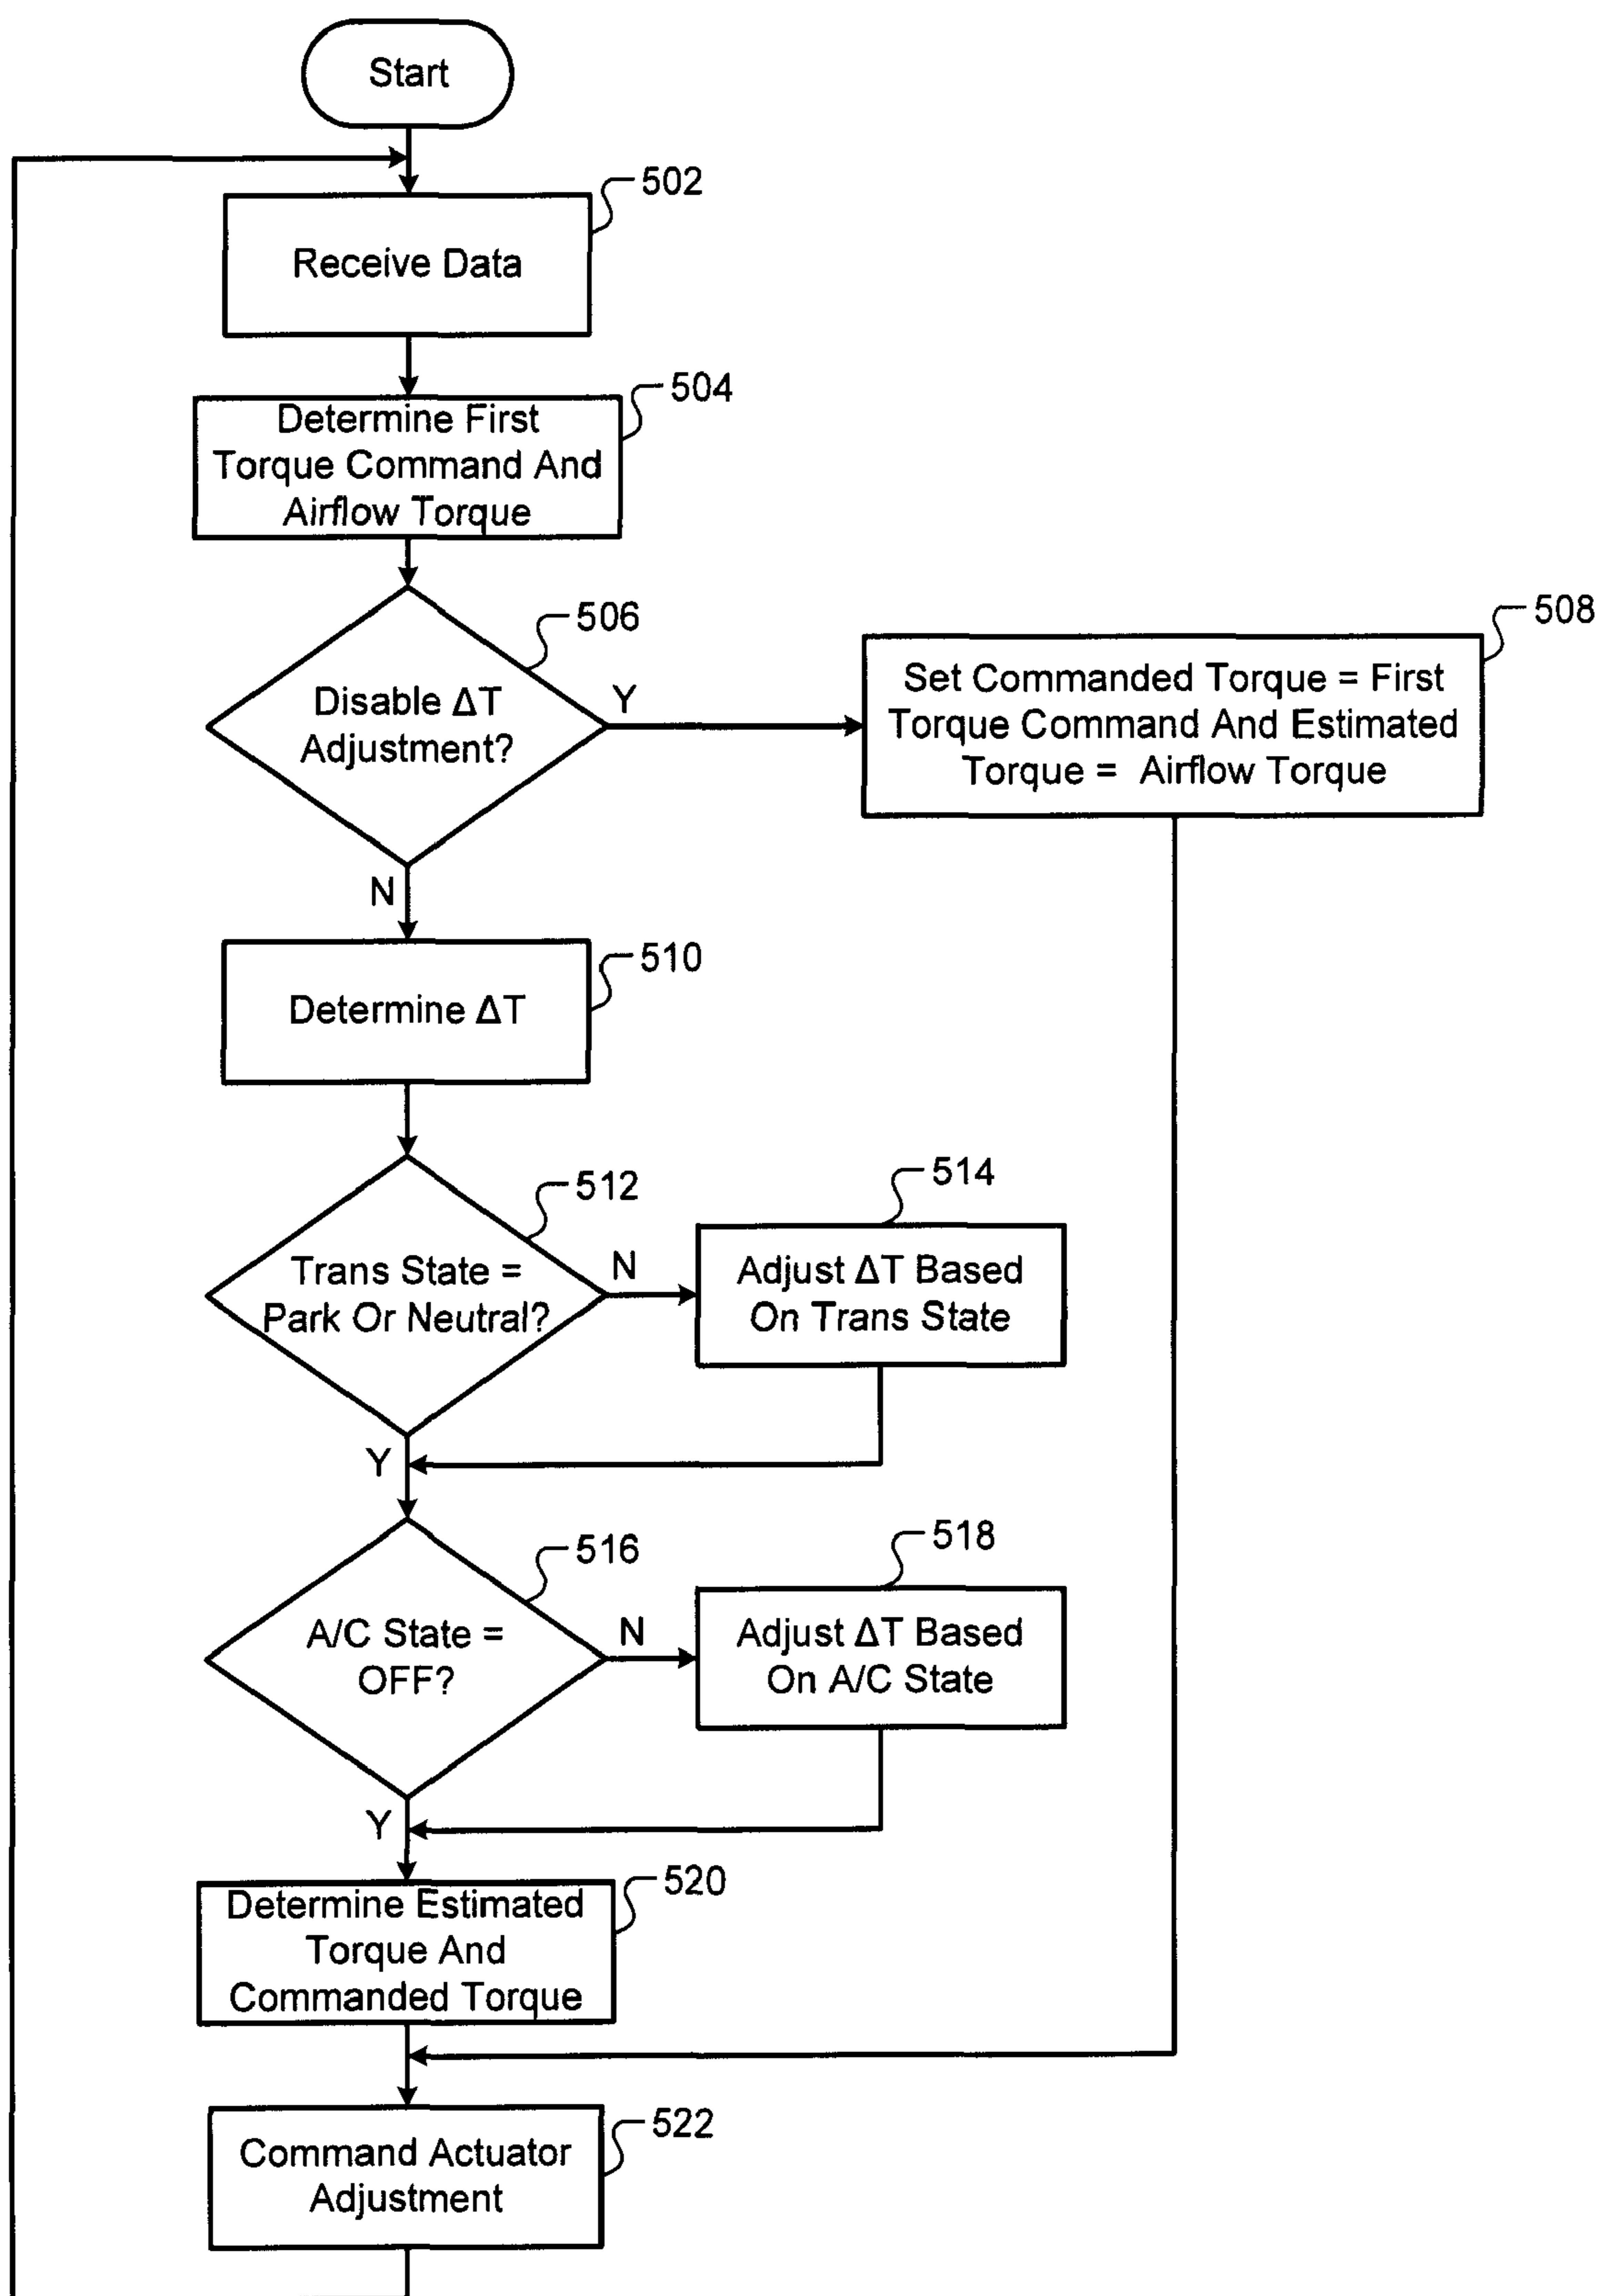 Start
502
Receive Data
504
Determine First
Torque Command And
Airflow Torque
506
Disable ΔT
Adjustment?
Y
N
508
Set Commanded Torque = First
Torque Command And Estimated
Torque = Airflow Torque
510
Determine ΔT
512
Trans State =
Park Or Neutral?
N
Y
514
Adjust ΔT Based
On Trans State
516
A/C State =
OFF?
N
Y
518
Adjust ΔT Based
On A/C State
520
Determine Estimated
Torque And
Commanded Torque
522
Command Actuator
Adjustment